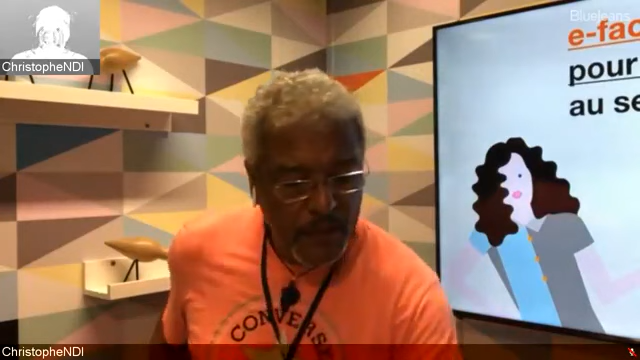 BlueJeans
ChristopheNDI
e-fac
pour
au se
CONVERS
ChristopheNDI